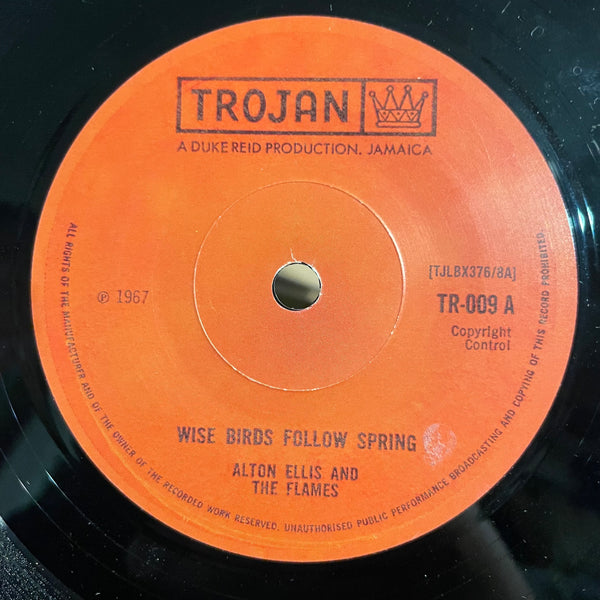 TROJAN
A DUKE REID PRODUCTION. JAMAICA
℗ 1967
[TJLBX376/8A]
TR-009 A
Copyright
Control
WISE BIRDS FOLLOW SPRING
ALTON ELLIS AND
THE FLAMES
ALL RIGHTS OF THE MANUFACTURER AND OF THE OWNER OF THE RECORDED WORK RESERVED. UNAUTHORISED PUBLIC PERFORMANCE BROADCASTING AND COPYING OF THIS RECORD PROHIBITED.